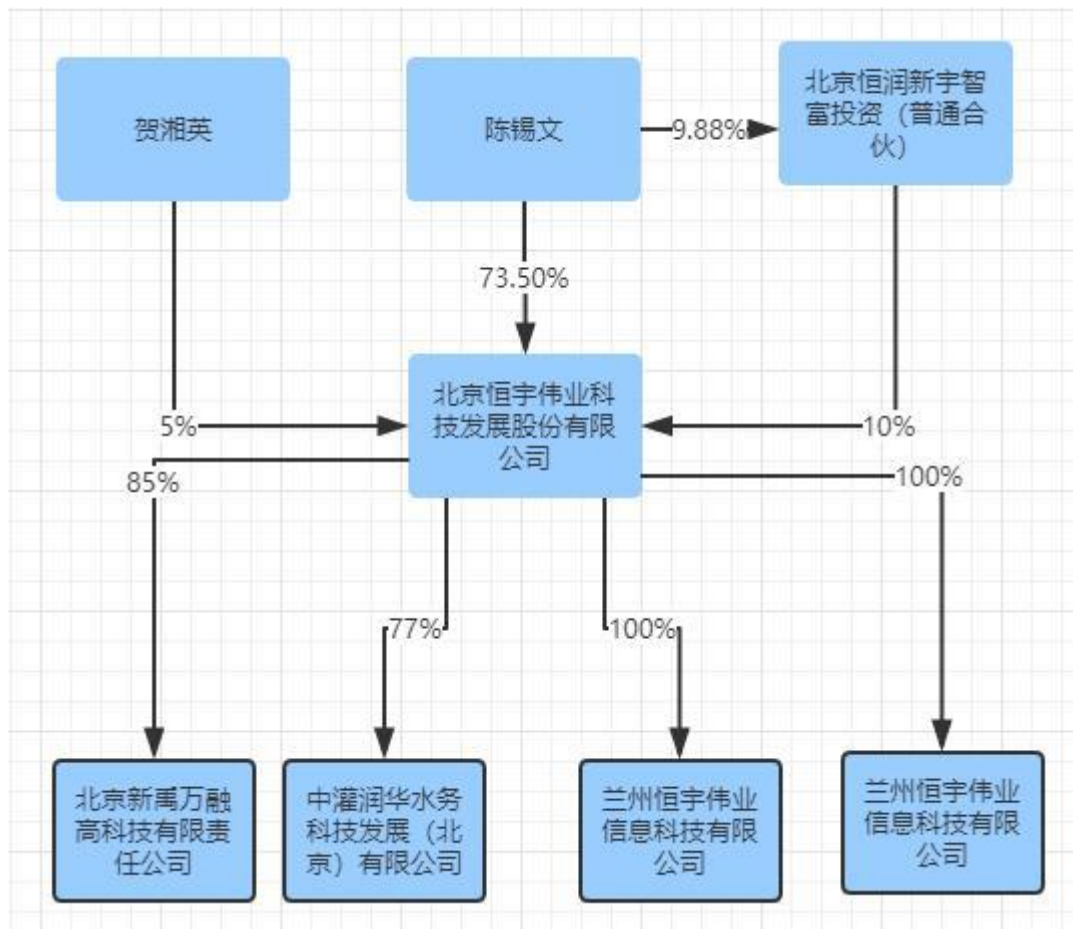 贺湘英
陈锡文
9.88%
北京恒润新宇智
富投资（普通合
伙）
73.50%
北京恒宇伟业科
技发展股份有限
公司
5%
10%
85%
100%
77%
100%
北京新禹万融
高科技有限责
任公司
中灌润华水务
科技发展（北
京）有限公司
兰州恒宇伟业
信息科技有限
公司
兰州恒宇伟业
信息科技有限
公司